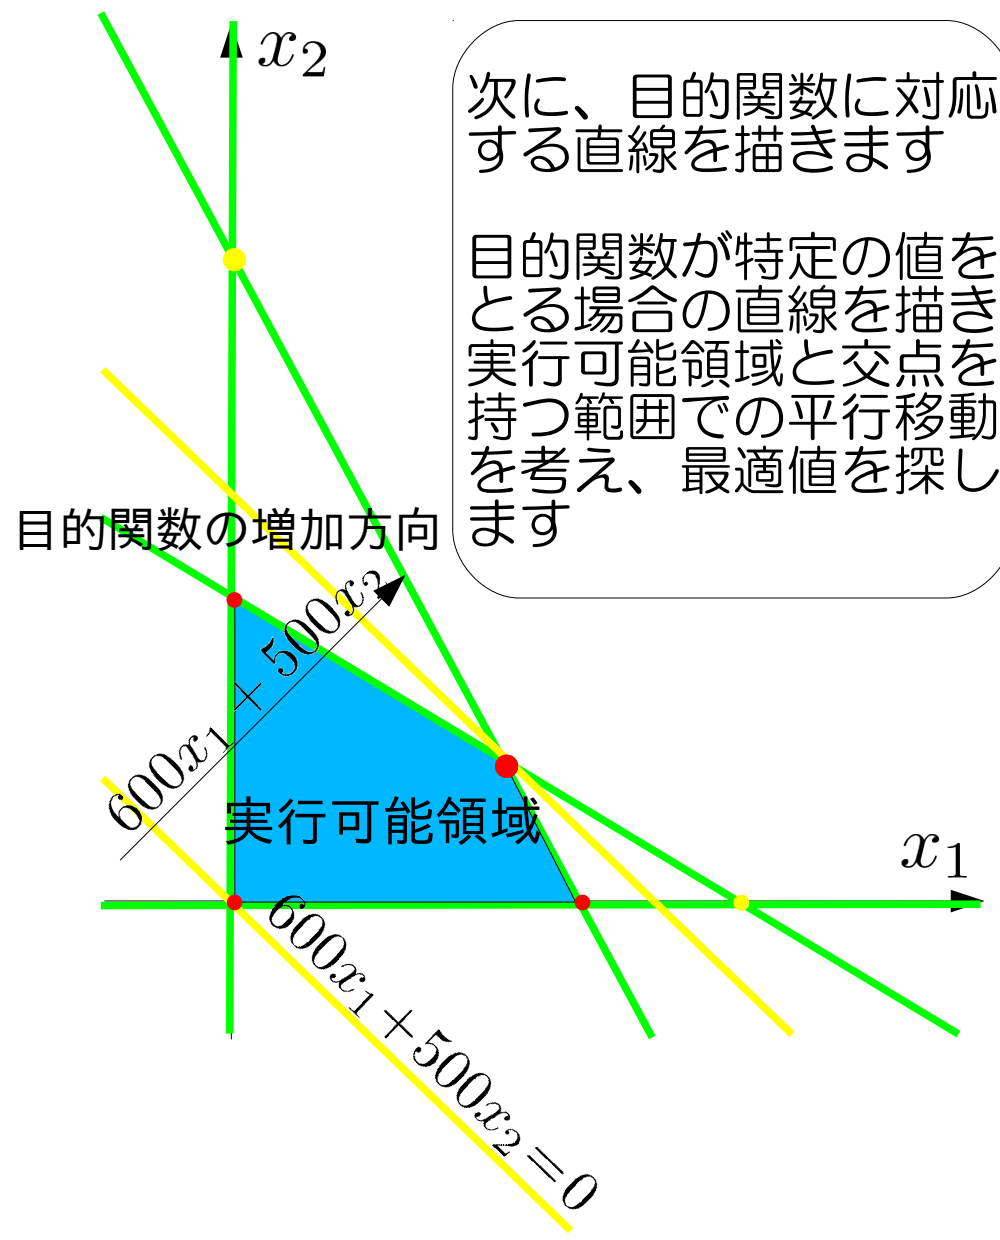 x₂
次に、目的関数に対応
する直線を描きます
目的関数が特定の値を
とる場合の直線を描き
実行可能領域と交点を
持つ範囲での平行移動
を考え、最適値を探し
ます
目的関数の増加方向
600x₁+500x₂
実行可能領域
x₁
600x₁+500x₂=0